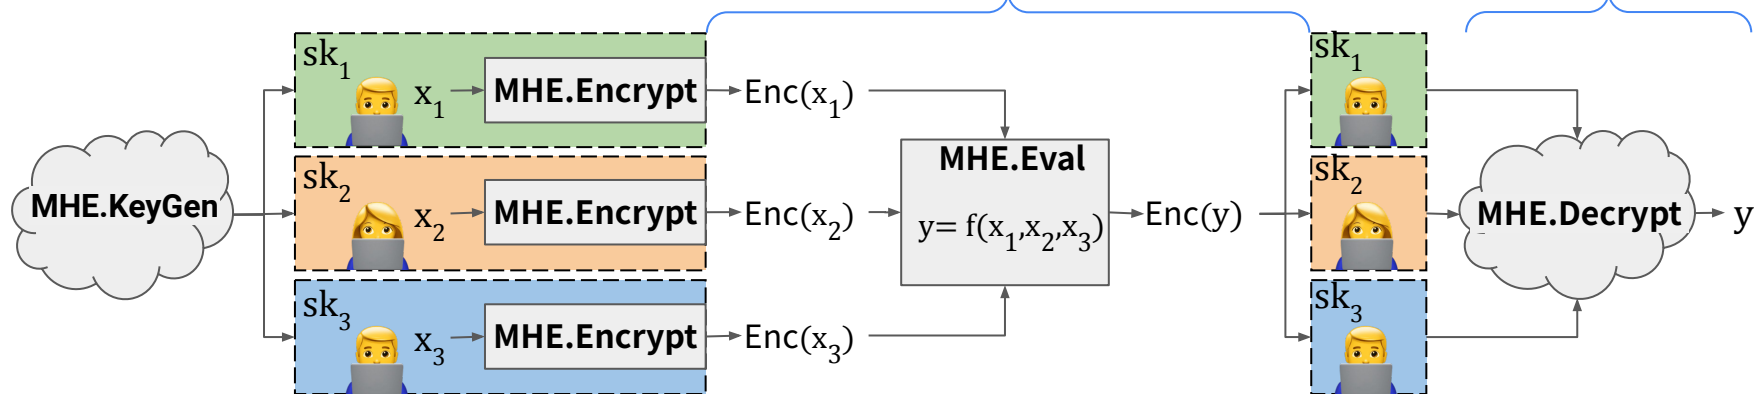 MHE.KeyGen
sk₁
x₁
MHE.Encrypt
Enc(x₁)
sk₂
x₂
MHE.Encrypt
Enc(x₂)
sk₃
x₃
MHE.Encrypt
Enc(x₃)
MHE.Eval
y= f(x₁,x₂,x₃)
Enc(y)
sk₁
sk₂
sk₃
MHE.Decrypt
y